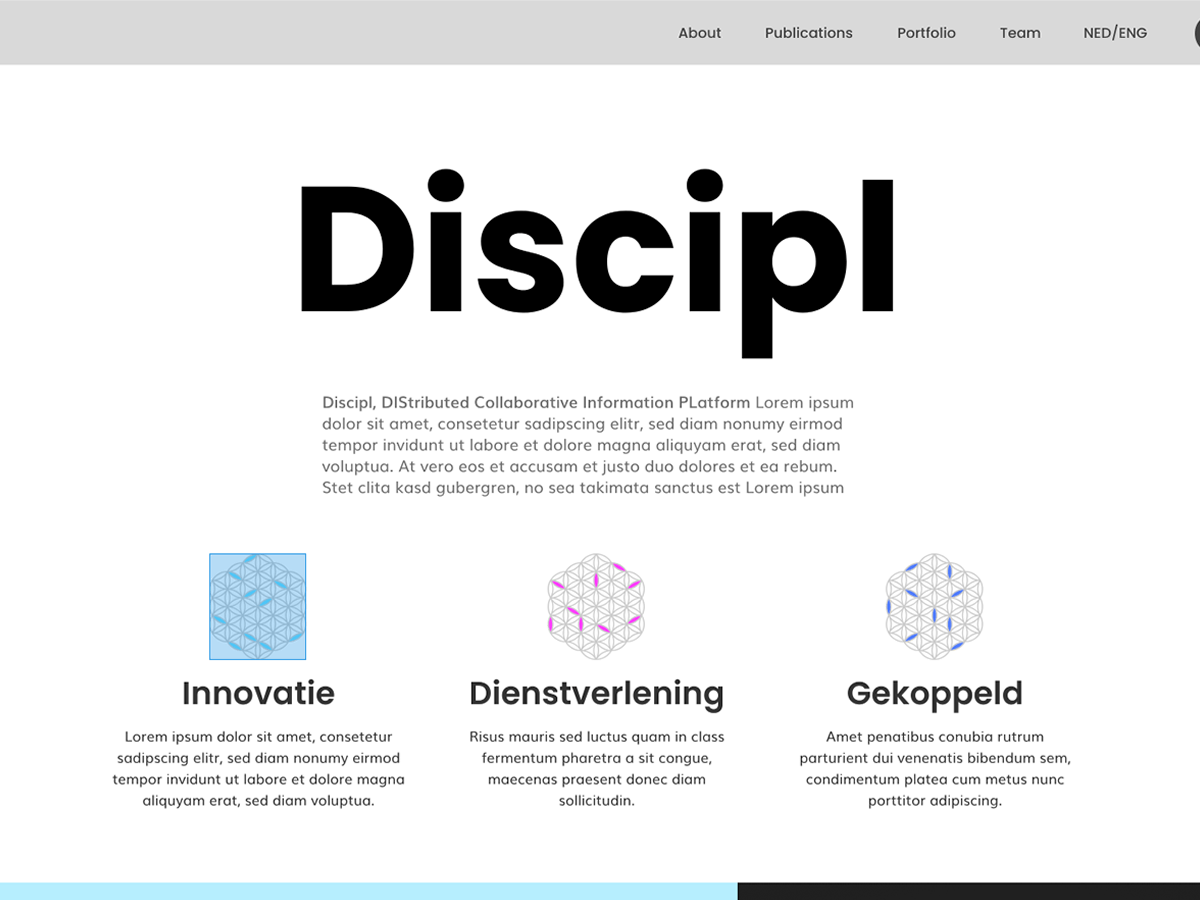 About Publications Portfolio Team NED/ENG
Discipl
Discipl, DIStributed Collaborative Information PLatform Lorem ipsum
dolor sit amet, consetetur sadipscing elitr, sed diam nonumy eirmod
tempor invidunt ut labore et dolore magna aliquyam erat, sed diam
voluptua. At vero eos et accusam et justo duo dolores et ea rebum.
Stet clita kasd gubergren, no sea takimata sanctus est Lorem ipsum
Innovatie
Lorem ipsum dolor sit amet, consetetur
sadipscing elitr, sed diam nonumy eirmod
tempor invidunt ut labore et dolore magna
aliquyam erat, sed diam voluptua.
Dienstverlening
Risus mauris sed luctus quam in class
fermentum pharetra a sit congue,
maecenas praesent donec diam
sollicitudin.
Gekoppeld
Amet penatibus conubia rutrum
parturient dui venenatis bibendum sem,
condimentum platea cum metus nunc
porttitor adipiscing.